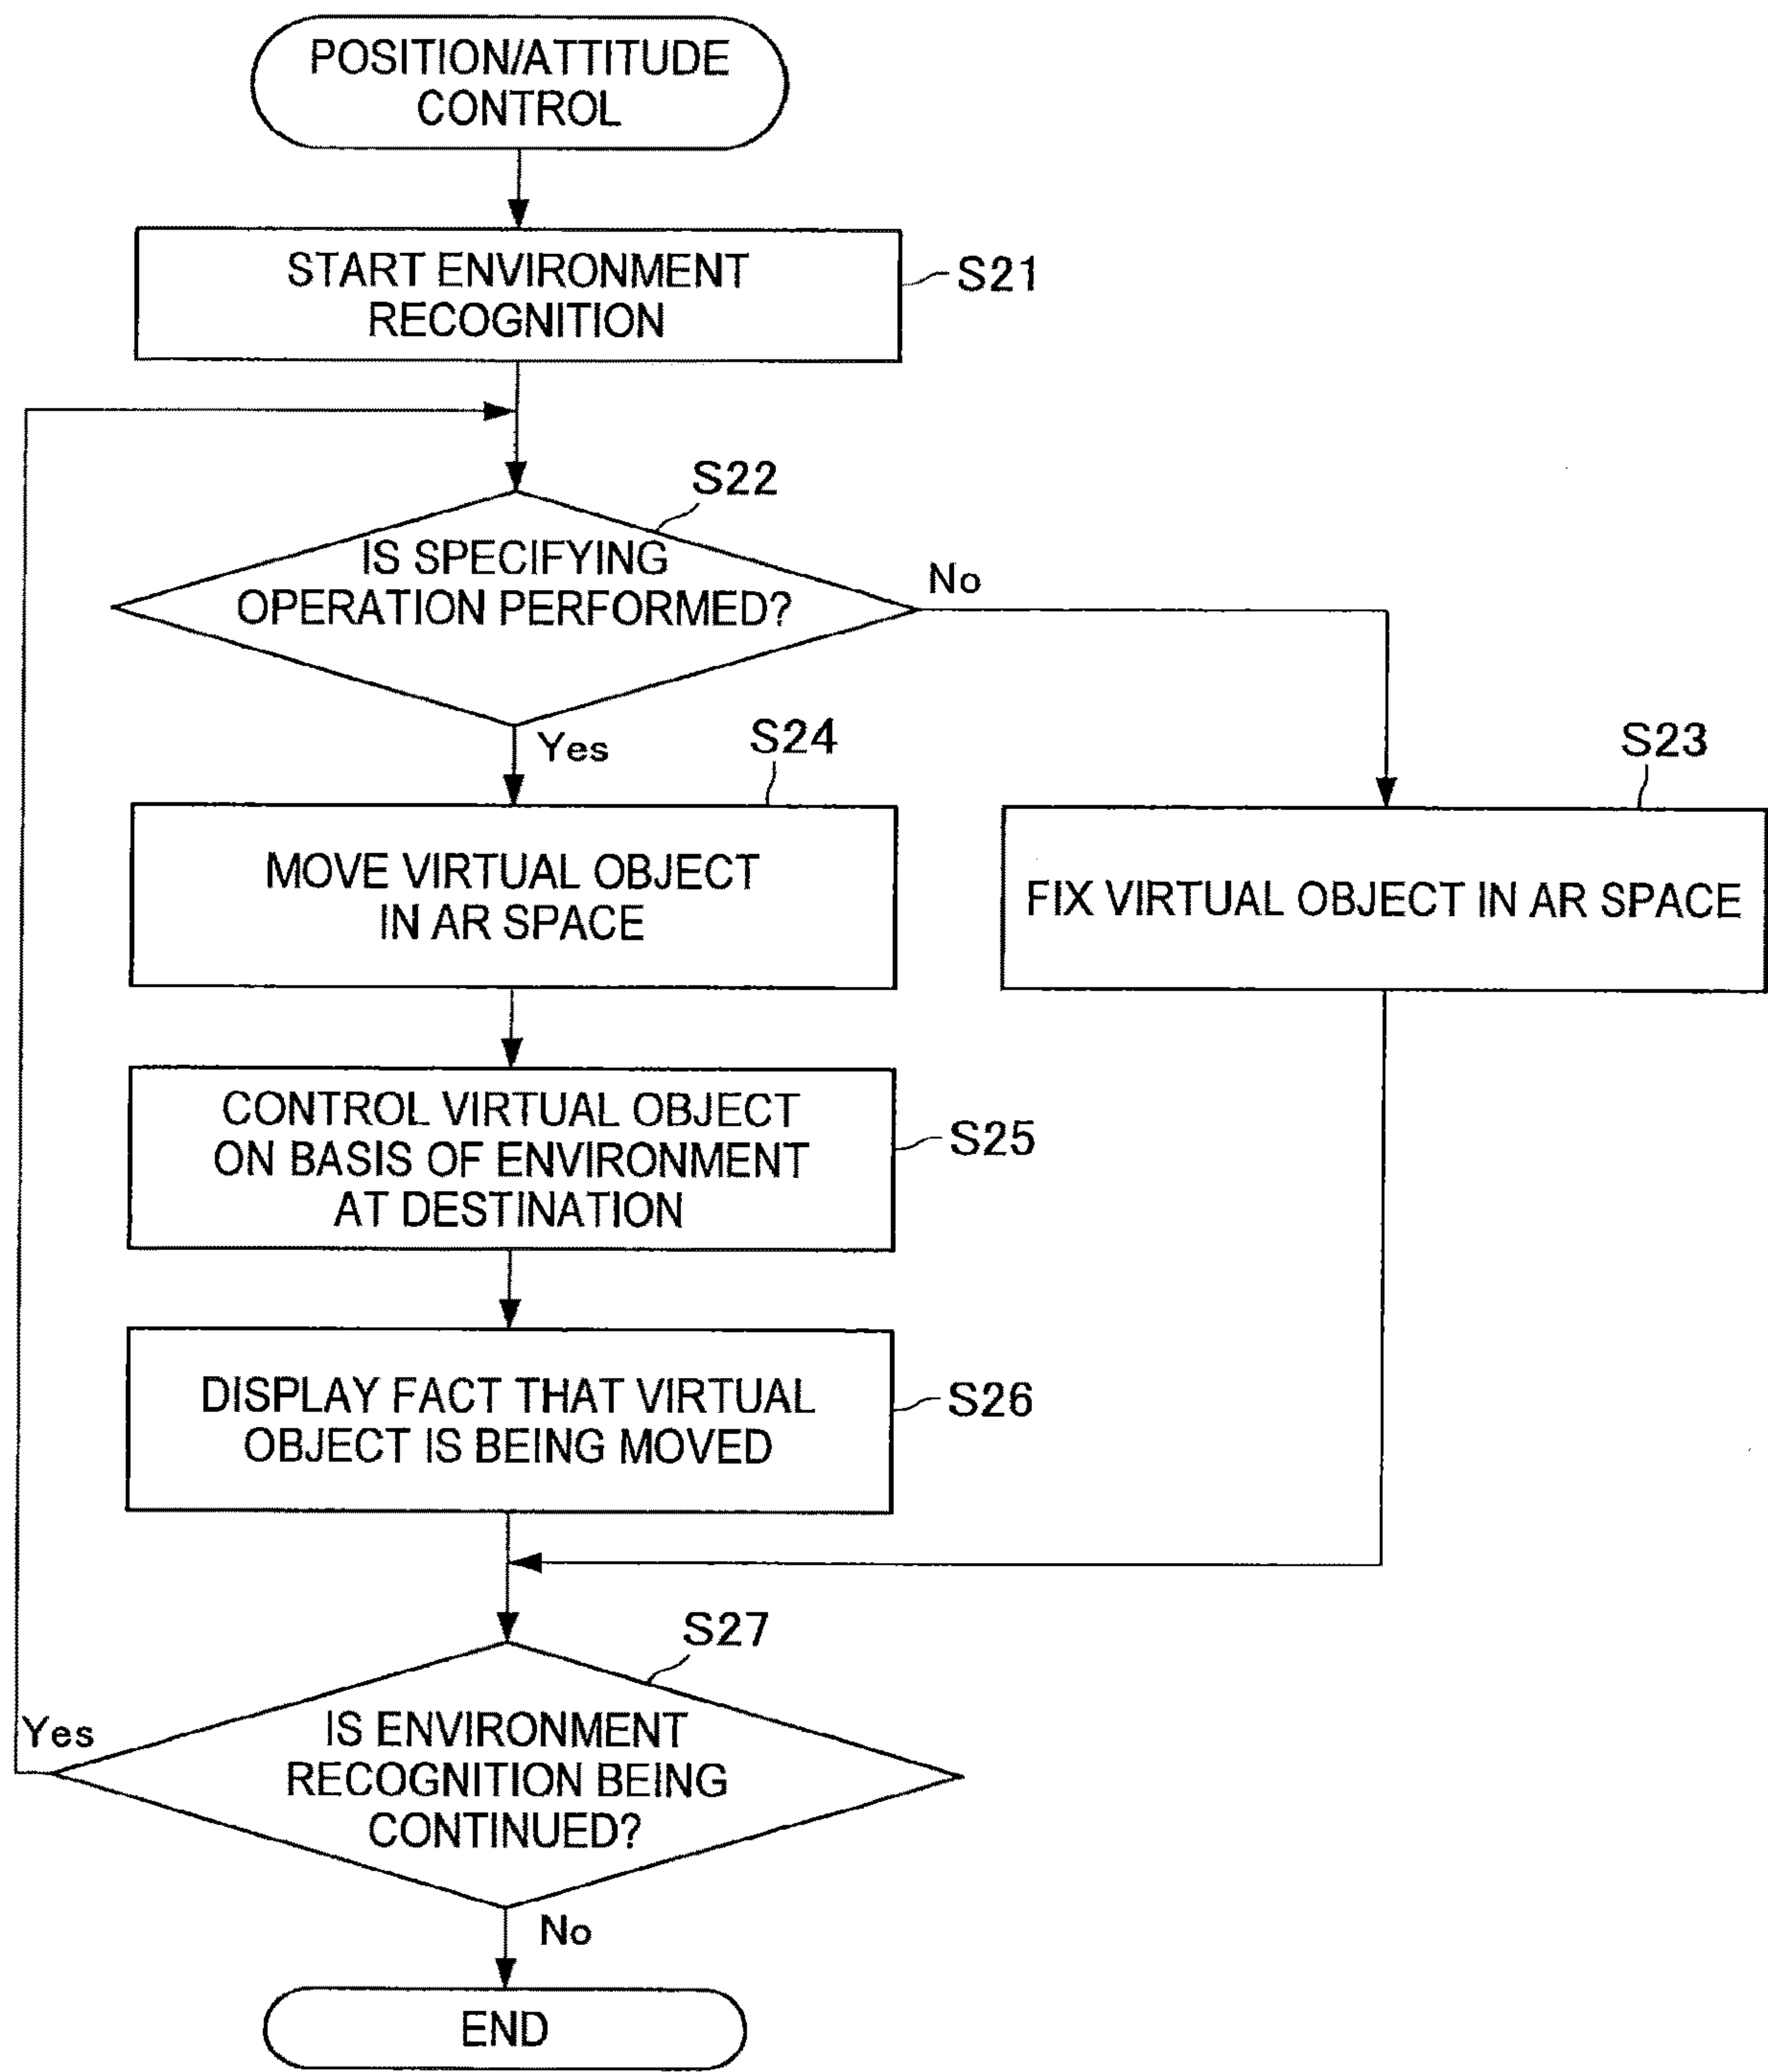 POSITION/ATTITUDE
CONTROL
START ENVIRONMENT
RECOGNITION
S21
S22
IS SPECIFYING
OPERATION PERFORMED?
No
Yes
S24
S23
MOVE VIRTUAL OBJECT
IN AR SPACE
FIX VIRTUAL OBJECT IN AR SPACE
CONTROL VIRTUAL OBJECT
ON BASIS OF ENVIRONMENT
AT DESTINATION
S25
DISPLAY FACT THAT VIRTUAL
OBJECT IS BEING MOVED
S26
S27
Yes
IS ENVIRONMENT
RECOGNITION BEING
CONTINUED?
No
END